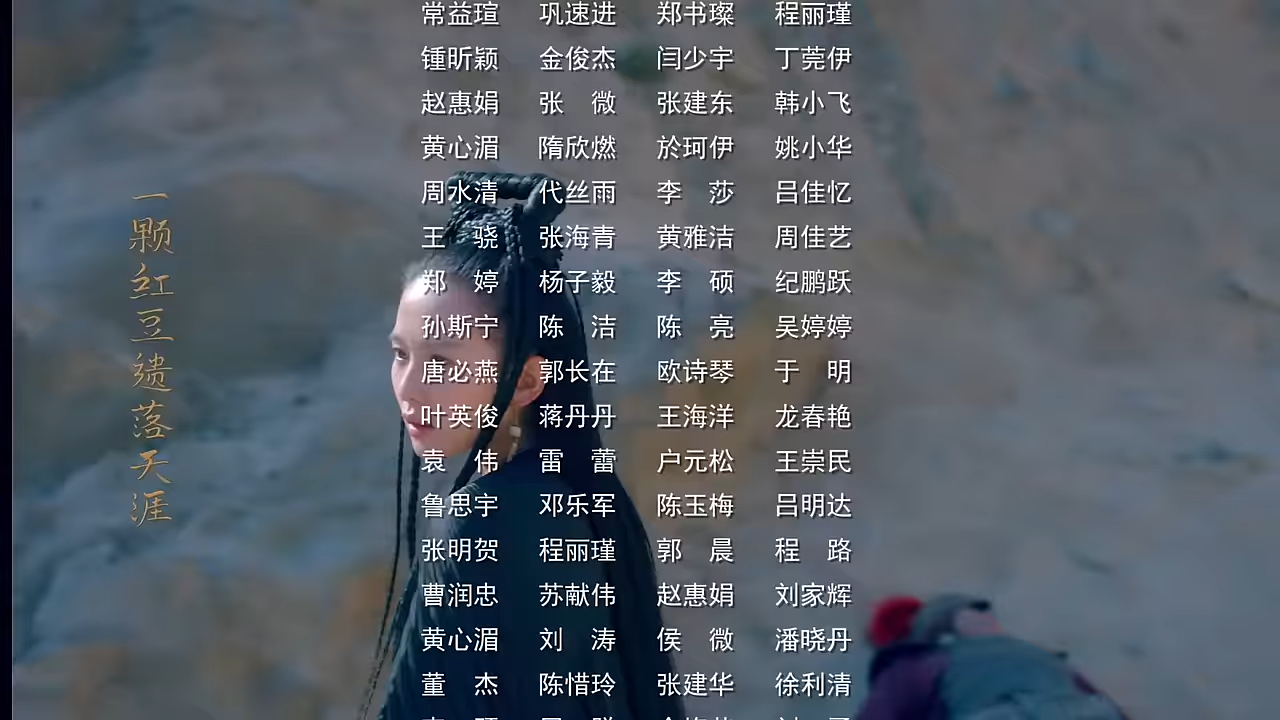 常益瑄 巩速进 郑书璨 程丽瑾
锺昕颖 金俊杰 闫少宇 丁莞伊
赵惠娟 张 微 张建东 韩小飞
黄心湄 隋欣燃 於珂伊 姚小华
周水清 代丝雨 李 莎 吕佳忆
王 骁 张海青 黄雅洁 周佳艺
郑 婷 杨子毅 李 硕 纪鹏跃
孙斯宁 陈 洁 陈 亮 吴婷婷
唐必燕 郭长在 欧诗琴 于 明
叶英俊 蒋丹丹 王海洋 龙春艳
袁 伟 雷 蕾 户元松 王崇民
鲁思宇 邓乐军 陈玉梅 吕明达
张明贺 程丽瑾 郭 晨 程 路
曹润忠 苏献伟 赵惠娟 刘家辉
黄心湄 刘 涛 侯 微 潘晓丹
董 杰 陈惜玲 张建华 徐利清
一颗红豆遗落天涯